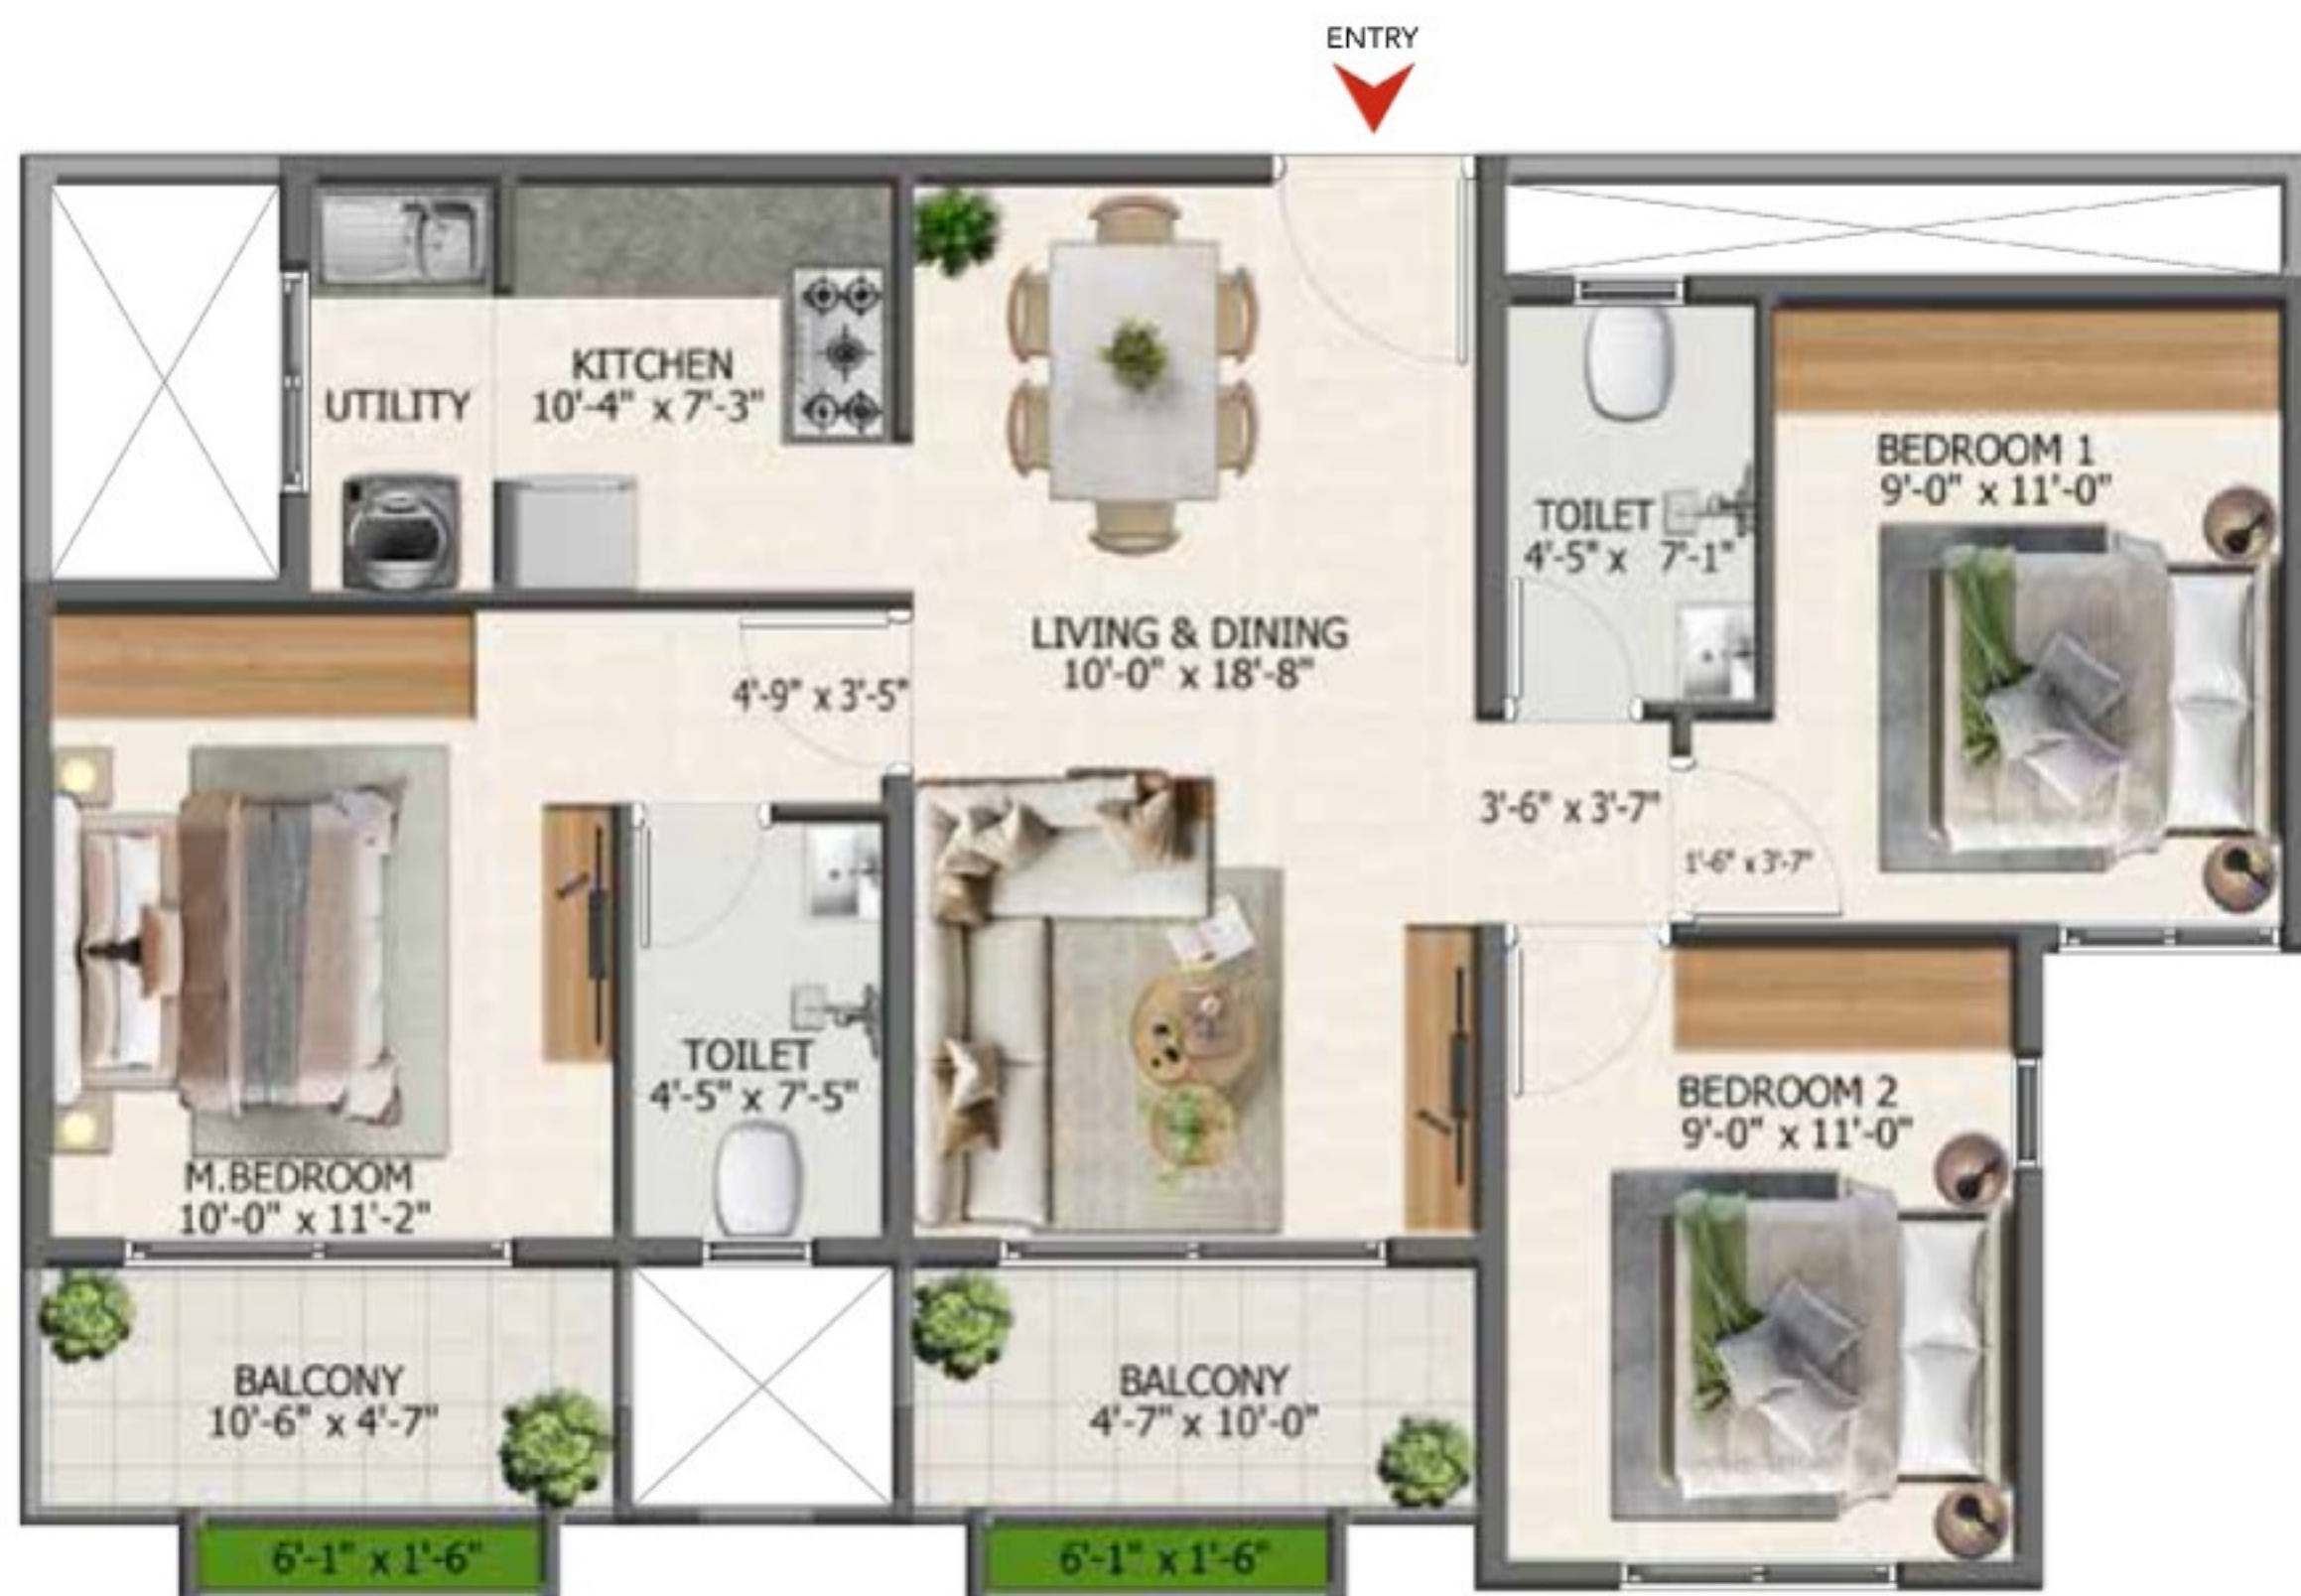 ENTRY
KITCHEN
10'-4" x 7'-3"
UTILITY
BEDROOM 1
9'-0" x 11'-0"
TOILET
4'-5" x 7'-1"
LIVING & DINING
10'-0" x 18'-8"
4'-9" x 3'-5"
3'-6" x 3'-7"
1'-6" x 3'-7"
TOILET
4'-5" x 7'-5"
BEDROOM 2
9'-0" x 11'-0"
M.BEDROOM
10'-0" x 11'-2"
BALCONY
10'-6" x 4'-7"
BALCONY
4'-7" x 10'-0"
6'-1" x 1'-6"
6'-1" x 1'-6"